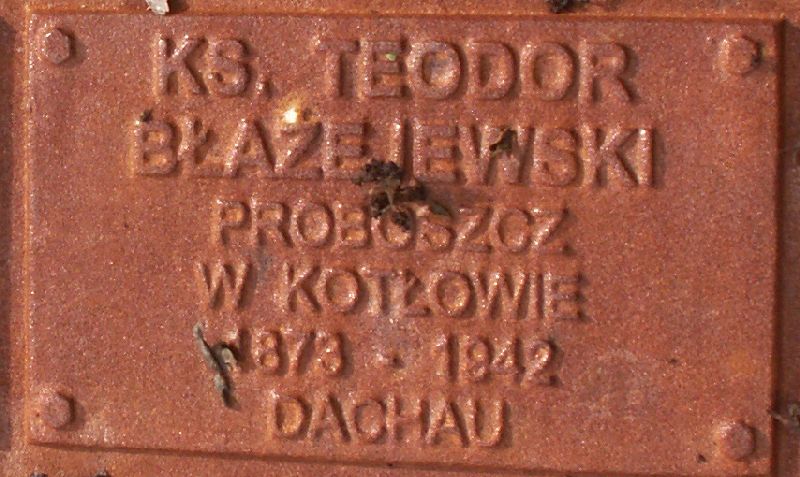 KS. TEODOR
BŁAŻEJEWSKI
PROBOSZCZ
W KOTŁOWIE
1873 - 1942
DACHAU